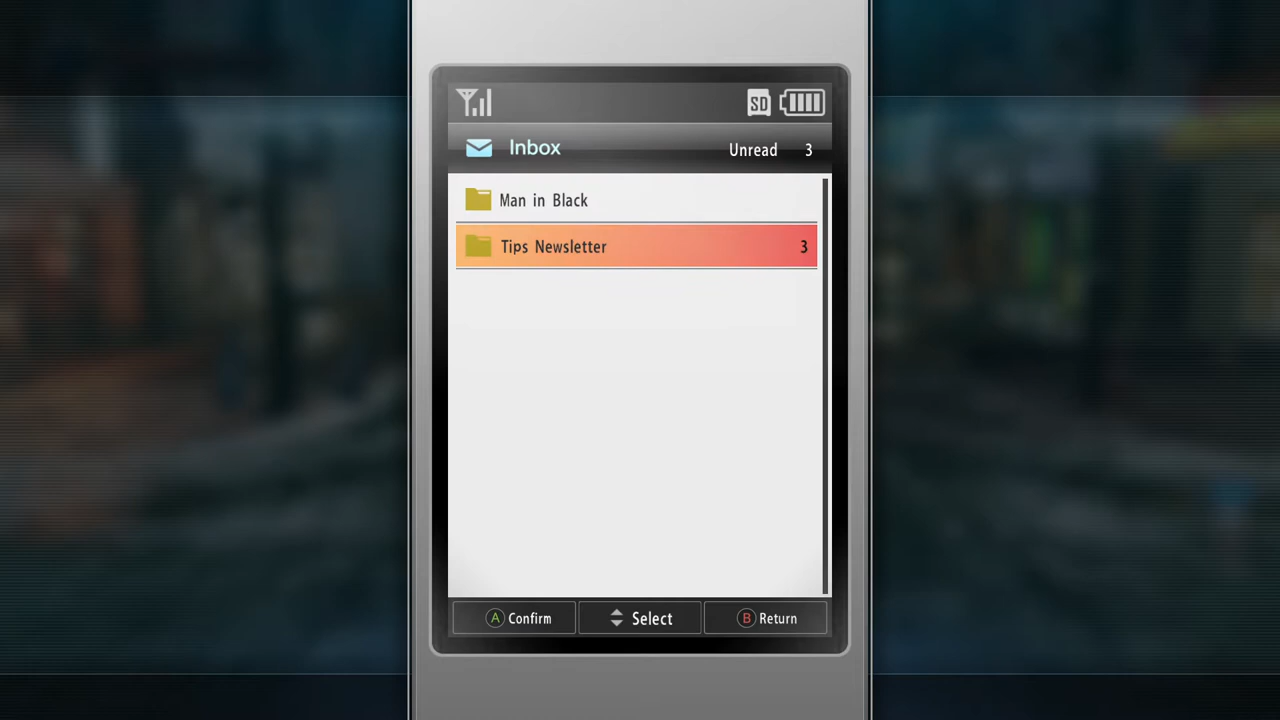 SD
Inbox
Unread 3
Man in Black
Tips Newsletter 3
A Confirm
Select
B Return